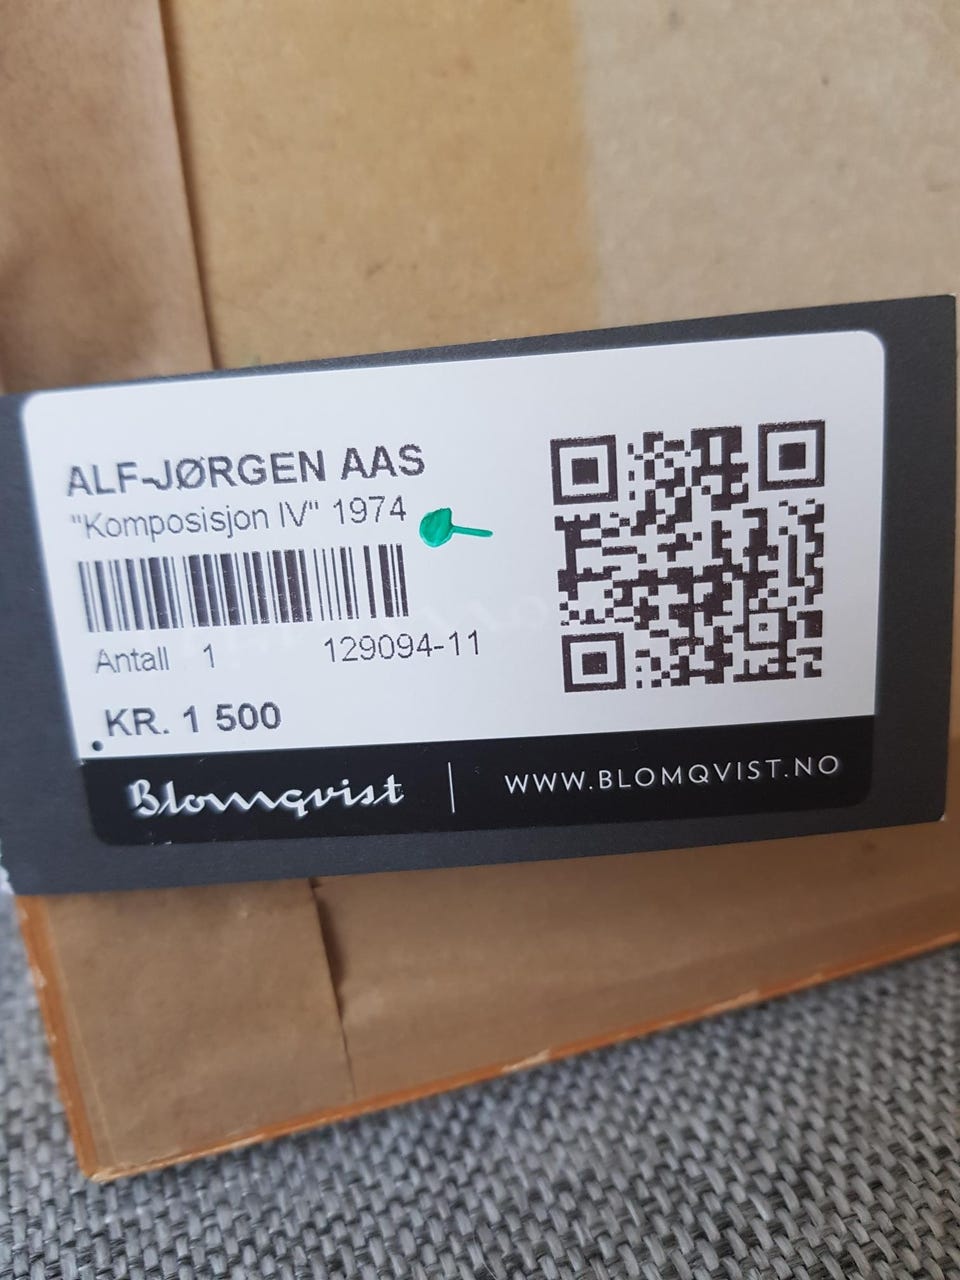 ALF-JØRGEN AAS
"Komposisjon IV" 1974
Antall 1 129094-11
KR. 1 500
Blomqvist | WWW.BLOMQVIST.NO